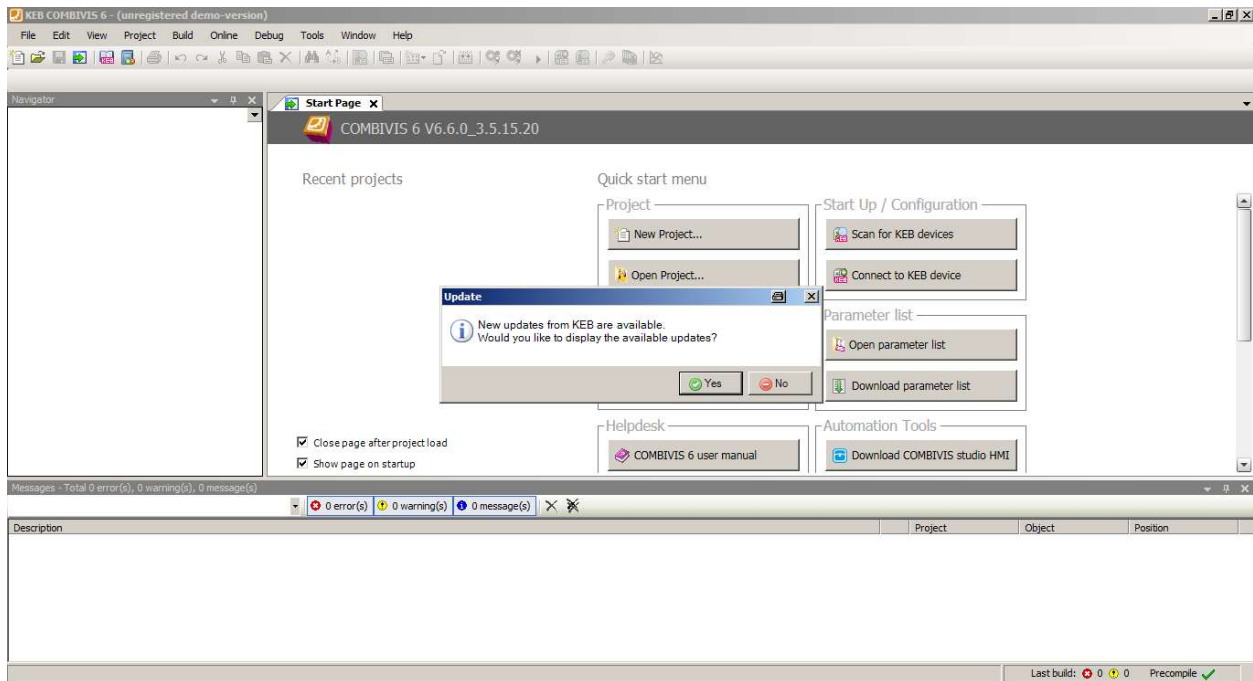 KEB COMBIVIS 6 - (unregistered demo-version)
File Edit View Project Build Online Debug Tools Window Help
Navigator
Start Page
COMBIVIS 6 V6.6.0_3.5.15.20
Recent projects
Quick start menu
Project
New Project...
Open Project...
Start Up / Configuration
Scan for KEB devices
Connect to KEB device
Update
New updates from KEB are available.
Would you like to display the available updates?
Yes
No
Parameter list
Open parameter list
Download parameter list
Close page after project load
Show page on startup
Helpdesk
COMBIVIS 6 user manual
Automation Tools
Download COMBIVIS studio HMI
Messages - Total 0 error(s), 0 warning(s), 0 message(s)
0 error(s) 0 warning(s) 0 message(s)
Description Project Object Position
Last build: 0 0 Precompile